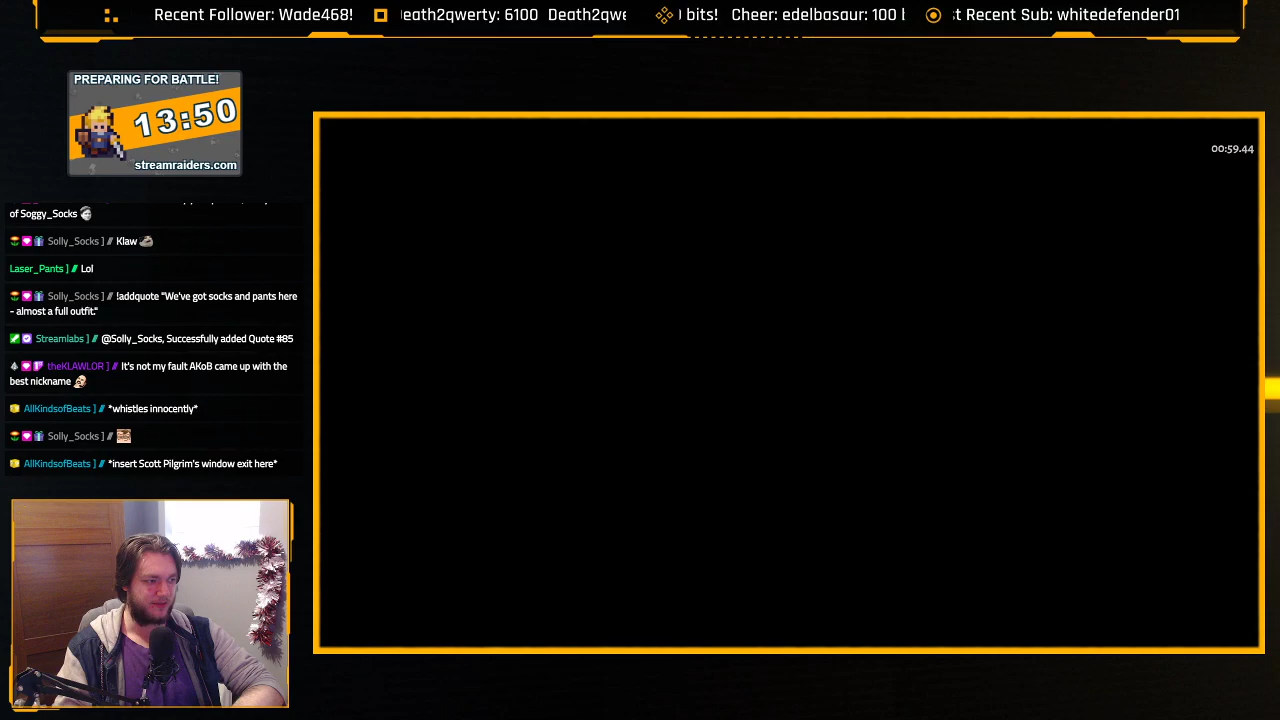 Recent Follower: Wade468!
eath2qwerty: 6100 Death2qwe
bits! Cheer: edelbasaur: 100
t Recent Sub: whitedefender01
PREPARING FOR BATTLE!
13:50
streamraiders.com
00:59.44
of Soggy_Socks
Solly_Socks ] // Klaw
Laser_Pants ] // Lol
Solly_Socks ] // !addquote "We've got socks and pants here
- almost a full outfit."
Streamlabs ] // @Solly_Socks, Successfully added Quote #85
theKLAWLOR ] // It's not my fault AKoB came up with the
best nickname
AllKindsofBeats ] // *whistles innocently*
Solly_Socks ] //
AllKindsofBeats ] // *insert Scott Pilgrim's window exit here*